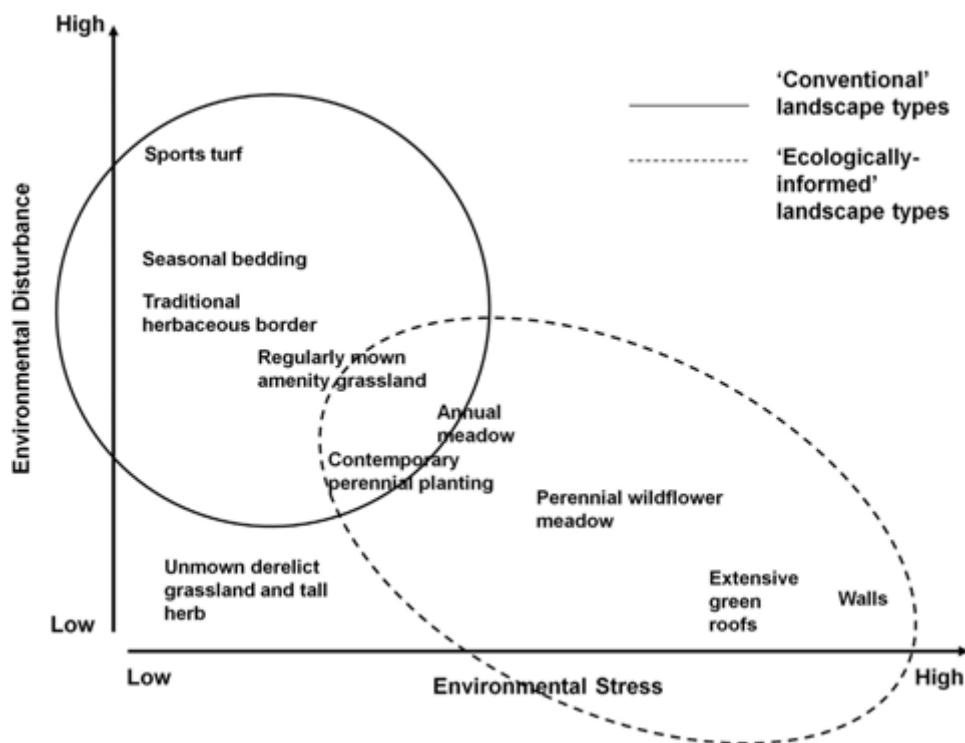 High
'Conventional'
landscape types
'Ecologically-
informed'
landscape types
Environmental Disturbance
Sports turf
Seasonal bedding
Traditional
herbaceous border
Regularly mown
amenity grassland
Annual
meadow
Contemporary
perennial planting
Perennial wildflower
meadow
Unmown derelict
grassland and tall
herb
Extensive
green
roofs
Walls
Low
Low
Environmental Stress
High